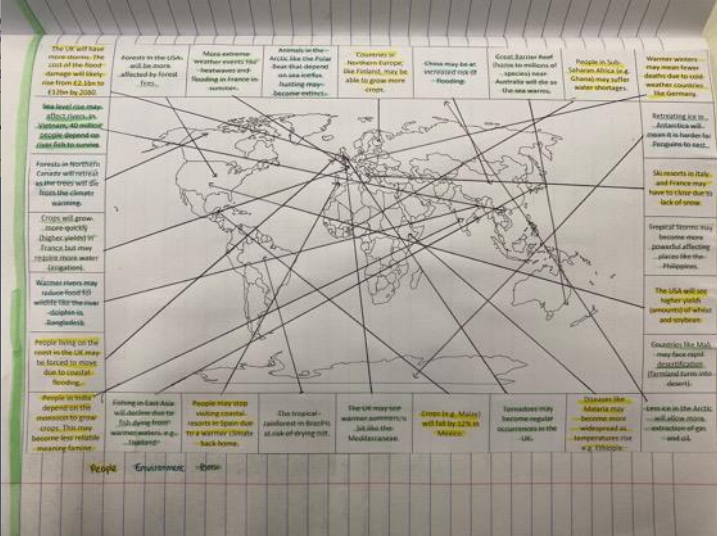 The UK will have
more storms. The
cost of the flood
damage will likely
rise from £2.1bn to
£12bn by 2080.
Forests in the USA
will be more
affected by forest
fires.
More extreme
weather events like
heatwaves and
flooding in France in
summer.
Animals in the
Arctic like the Polar
Bear that depend
on sea ice for
hunting may
become extinct.
Countries in
Northern Europe,
like Finland, may be
able to grow more
crops.
China may be at
increased risk of
flooding.
Great Barrier Reef
(home to millions of
species) near
Australia will die as
the sea warms.
People in Sub-
Saharan Africa (e.g.
Ghana) may suffer
water shortages.
Warmer winters
may mean fewer
deaths due to cold
weather countries
like Germany.
Sea level rise may
affect rivers, in
Vietnam, 40 million
people depend on
river fish to survive.
Retreating ice in
Antarctica will
mean it is harder for
Penguins to nest.
Forests in Northern
Canada will retreat
as the trees will die
from the climate
warming.
Ski resorts in Italy
and France may
have to close due to
lack of snow.
Crops will grow
more quickly
(higher yields) in
France but may
require more water
(irrigation).
Tropical Storms may
become more
powerful affecting
places like the
Philippines.
Warmer rivers may
reduce food for
wildlife like the river
dolphin in
Bangladesh.
The USA will see
higher yields
(amounts) of wheat
and soybean.
People living on the
coast in the UK may
be forced to move
due to coastal
flooding.
Countries like Mali
may face rapid
desertification
(farmland turns into
desert).
People in India
depend on the
monsoon to grow
crops. This may
become less reliable
meaning famine.
Fishing in East Asia
will decline due to
fish dying from
warmer waters e.g.
Thailand
People may stop
visiting coastal
resorts in Spain due
to a warmer climate
back home.
The tropical
rainforest in Brazil is
at risk of drying out.
The UK may see
warmer summers, a
bit like the
Mediterranean.
Crops (e.g. Maize)
will fall by 12% in
Mexico.
Tornadoes may
become regular
occurrences in the
UK.
Diseases like
Malaria may
become more
widespread as
temperatures rise
e.g. Ethiopia.
Less ice in the Arctic
will allow more
extraction of gas
and oil.
People Environment Both